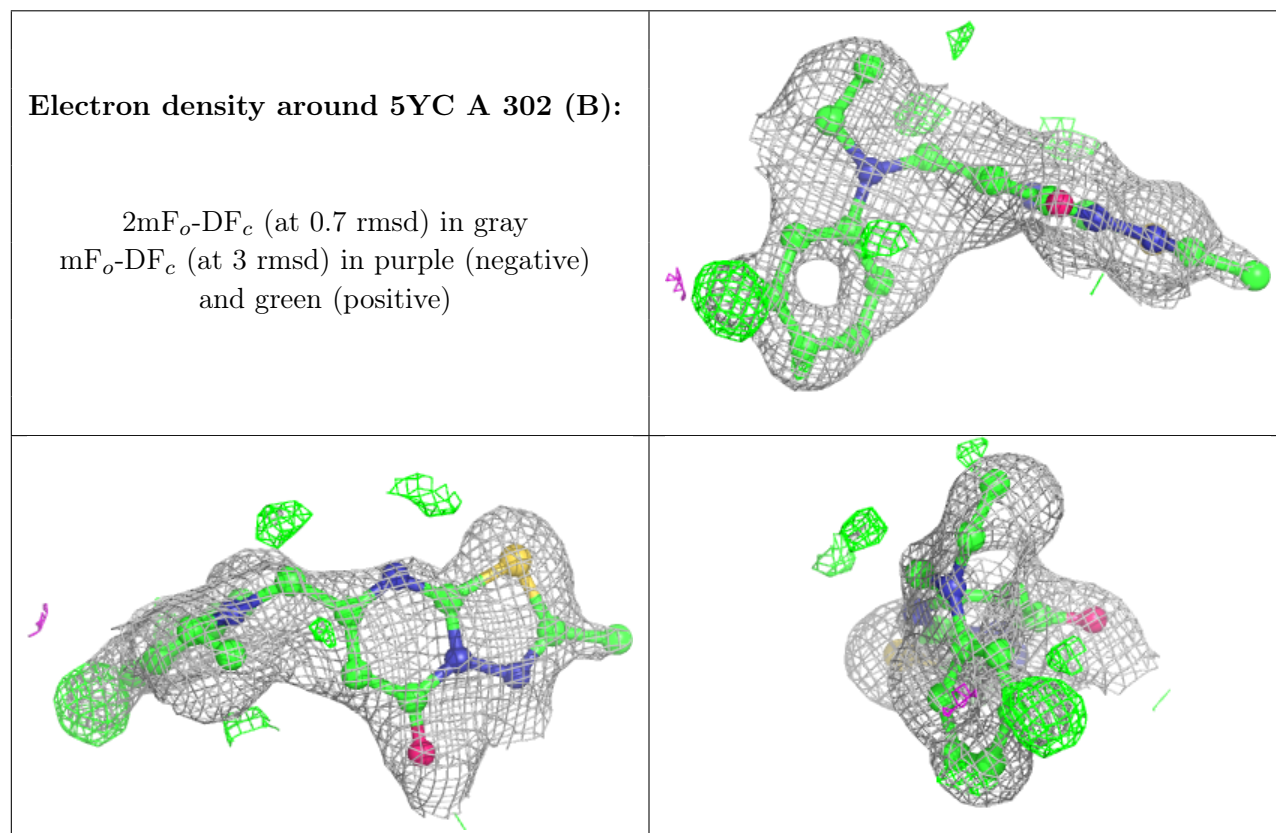 Electron density around 5YC A 302 (B):
2mFo-DFc (at 0.7 rmsd) in gray
mFo-DFc (at 3 rmsd) in purple (negative)
and green (positive)